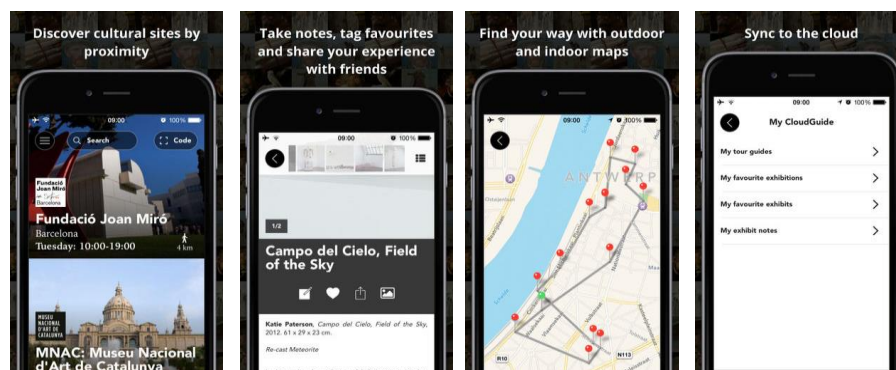 Discover cultural sites by
proximity
09:00
100%
Search
Code
Fundació
Joan Miró
Barcelona
Fundació Joan Miró
Barcelona
Tuesday: 10:00-19:00
4 km
MUSEU
NACIONAL
D'ART DE
CATALUNYA
MNAC: Museu Nacional
d'Art de Catalunya
Take notes, tag favourites
and share your experience
with friends
09:00
100%
1/2
Campo del Cielo, Field
of the Sky
Katie Paterson, Campo del Cielo, Field of the Sky,
2012. 61 x 29 x 23 cm.
Re-cast Meteorite
Find your way with outdoor
and indoor maps
09:00
100%
ANTWERP
R10
N113
Sync to the cloud
09:00
100%
My CloudGuide
My tour guides
My favourite exhibitions
My favourite exhibits
My exhibit notes